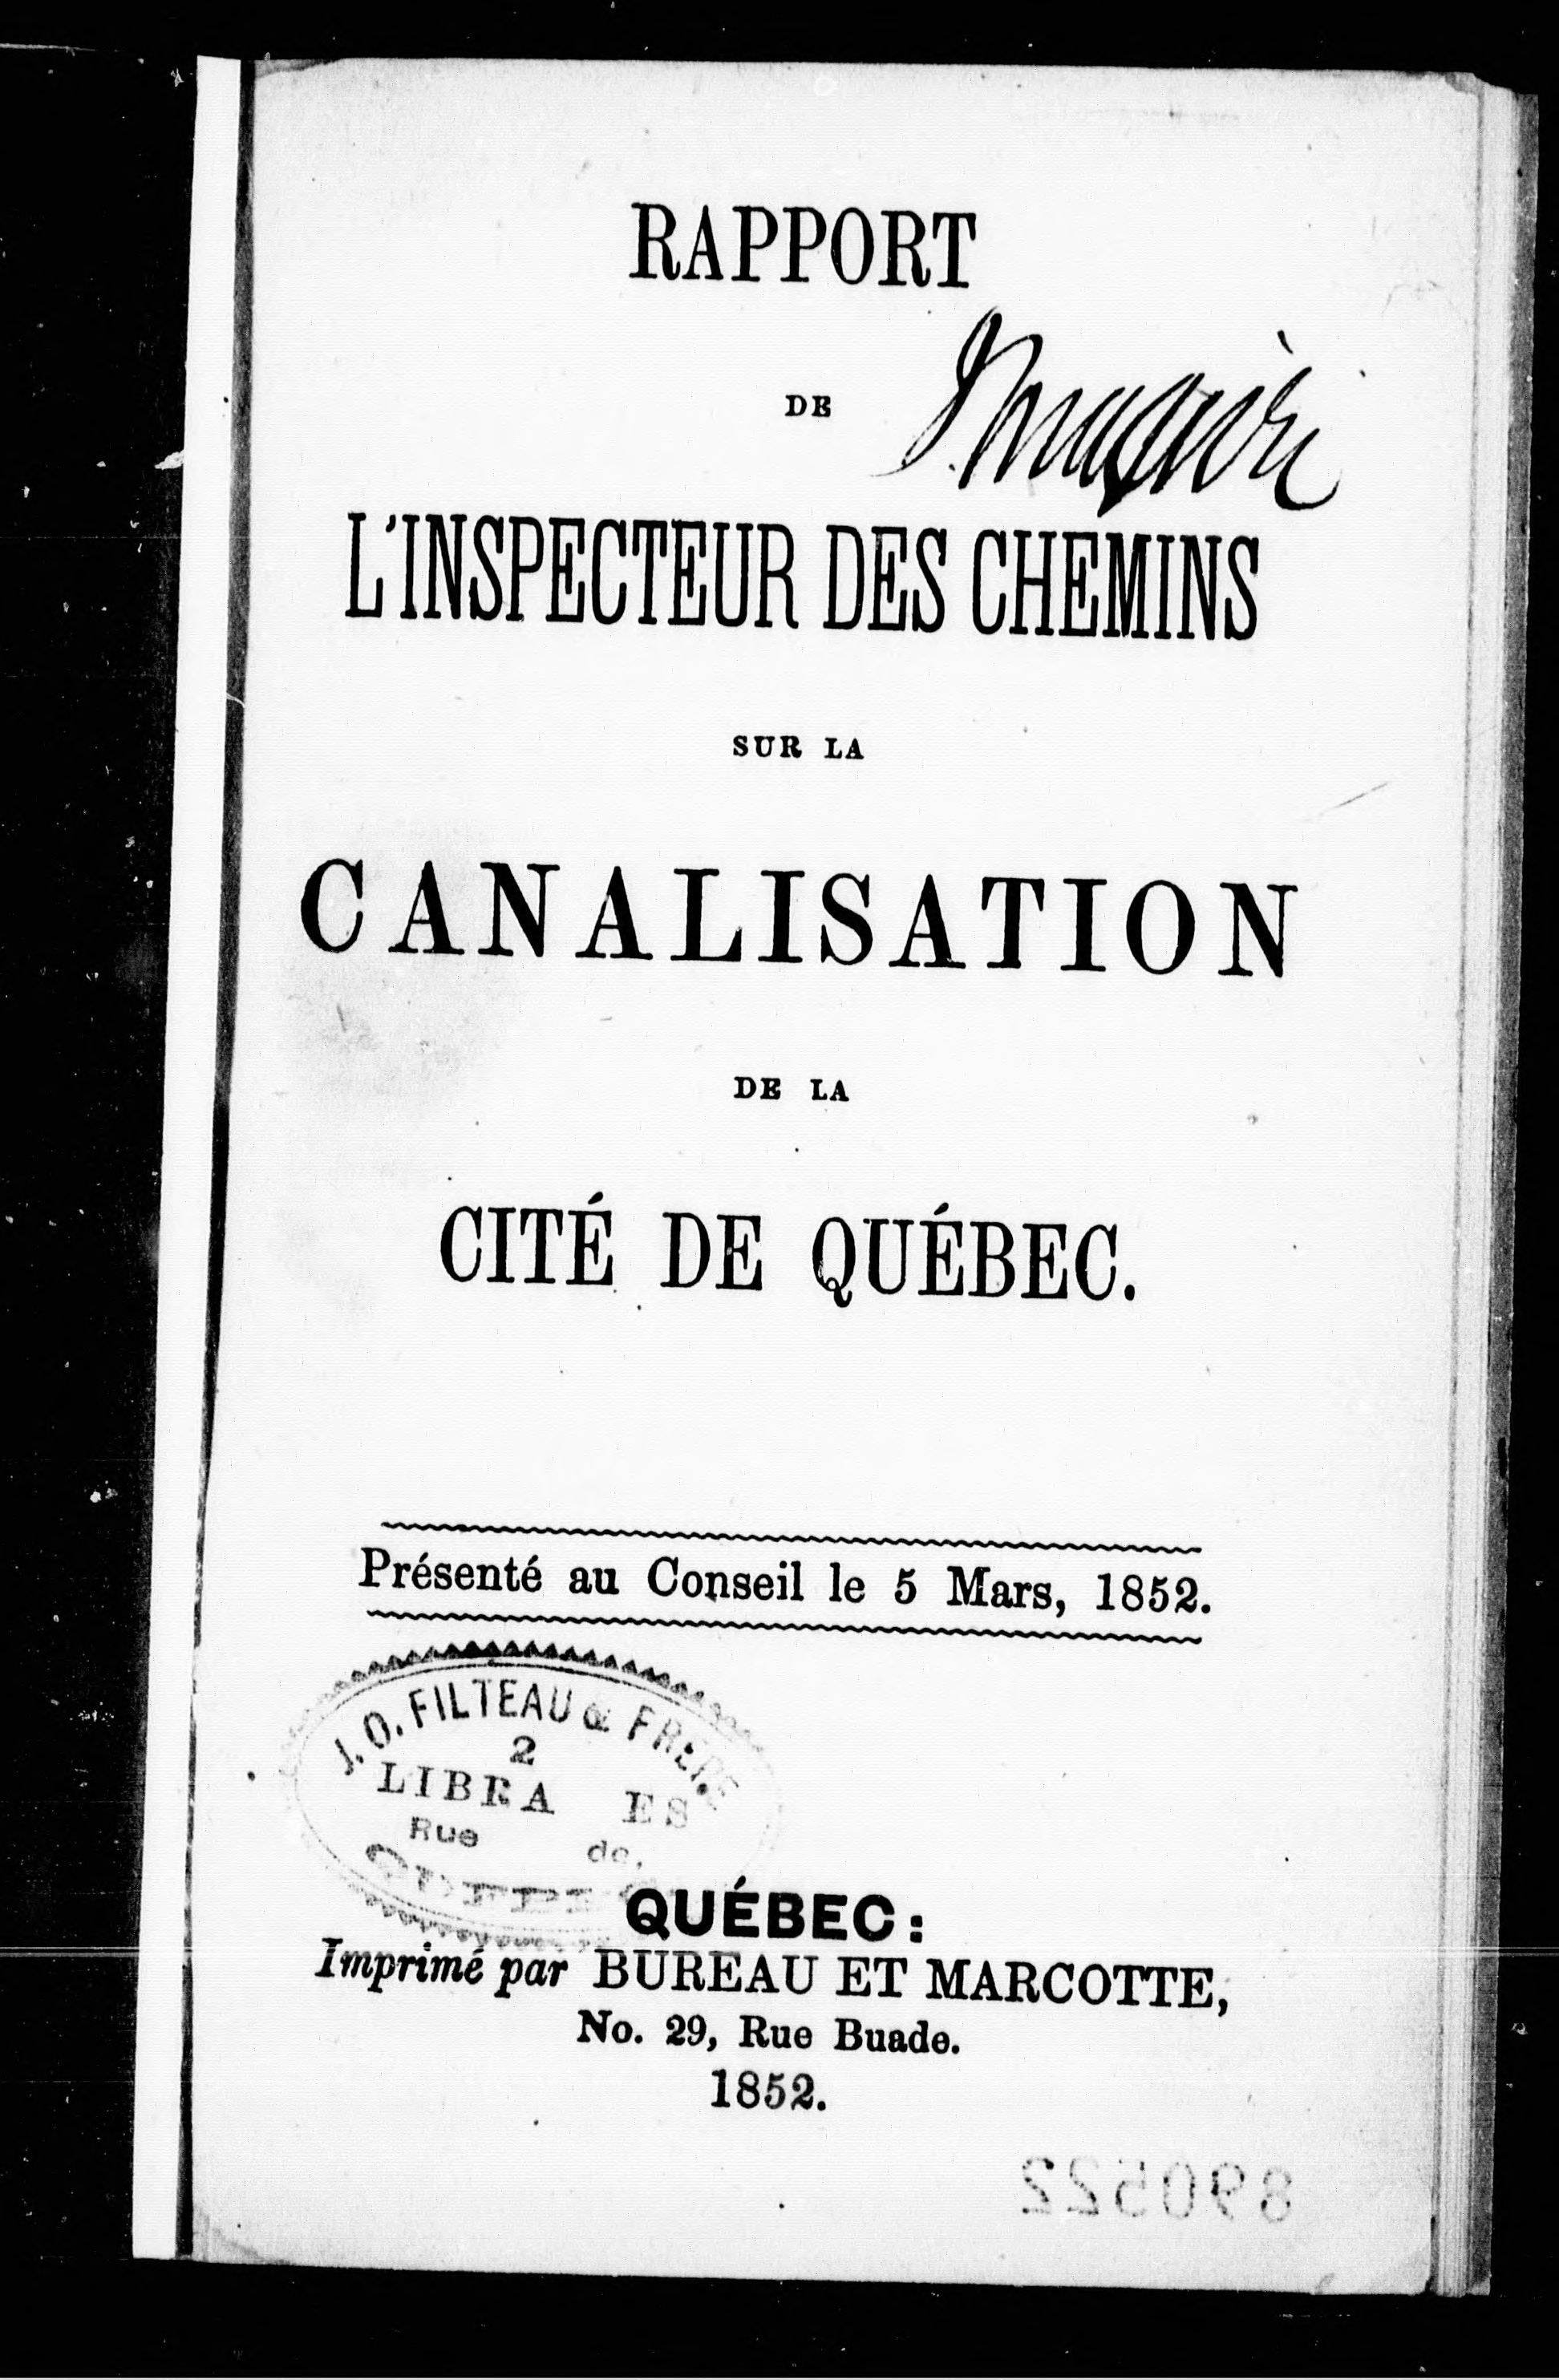 RAPPORT
DE
L'INSPECTEUR DES CHEMINS
SUR LA
CANALISATION
DE LA
CITÉ DE QUÉBEC.
Présenté au Conseil le 5 Mars, 1852.
J. O. FILTEAU & FRERE
2
Rue
QUÉBEC:
Imprimé par BUREAU ET MARCOTTE,
No. 29, Rue Buade.
1852.
890522